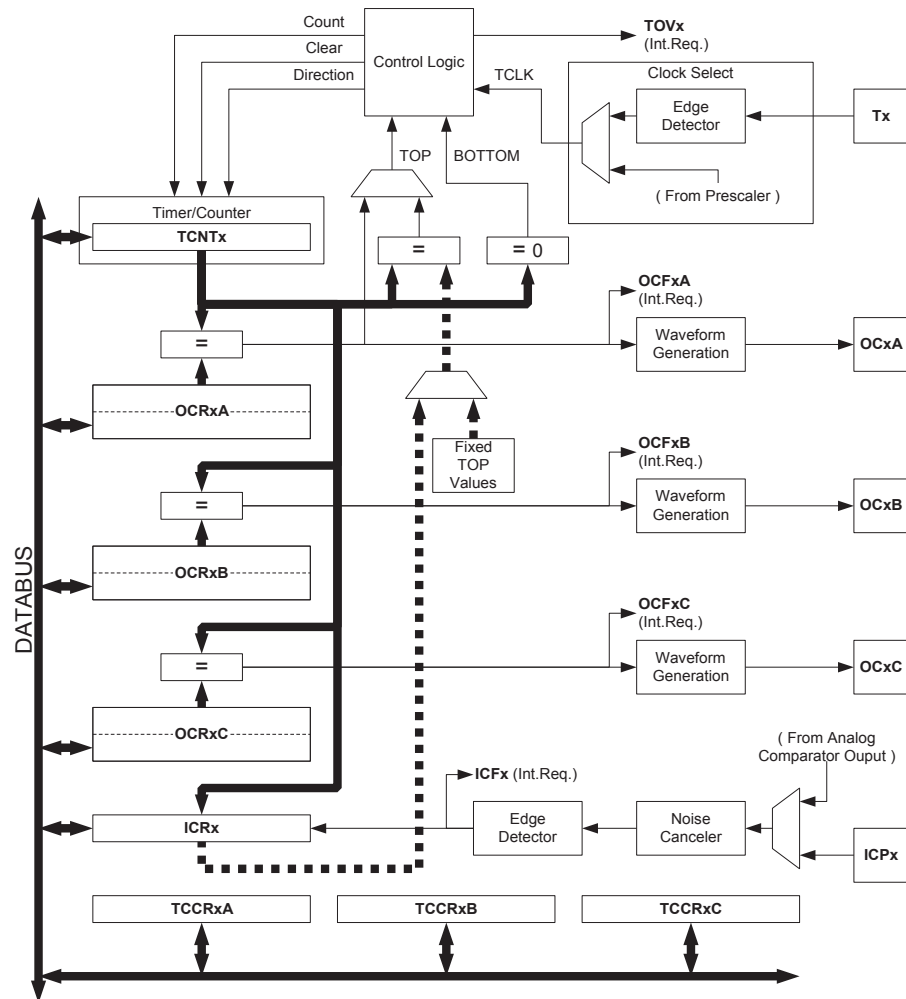 Count
Clear
Direction
Control Logic
TOVx
(Int.Req.)
TCLK
Clock Select
Edge
Detector
Tx
( From Prescaler )
TOP
BOTTOM
Timer/Counter
TCNTx
=
= 0
=
OCRxA
OCFxA
(Int.Req.)
Waveform
Generation
OCxA
Fixed
TOP
Values
=
OCRxB
OCFxB
(Int.Req.)
Waveform
Generation
OCxB
DATABUS
=
OCRxC
OCFxC
(Int.Req.)
Waveform
Generation
OCxC
( From Analog
Comparator Ouput )
ICFx (Int.Req.)
ICRx
Edge
Detector
Noise
Canceler
ICPx
TCCRxA
TCCRxB
TCCRxC